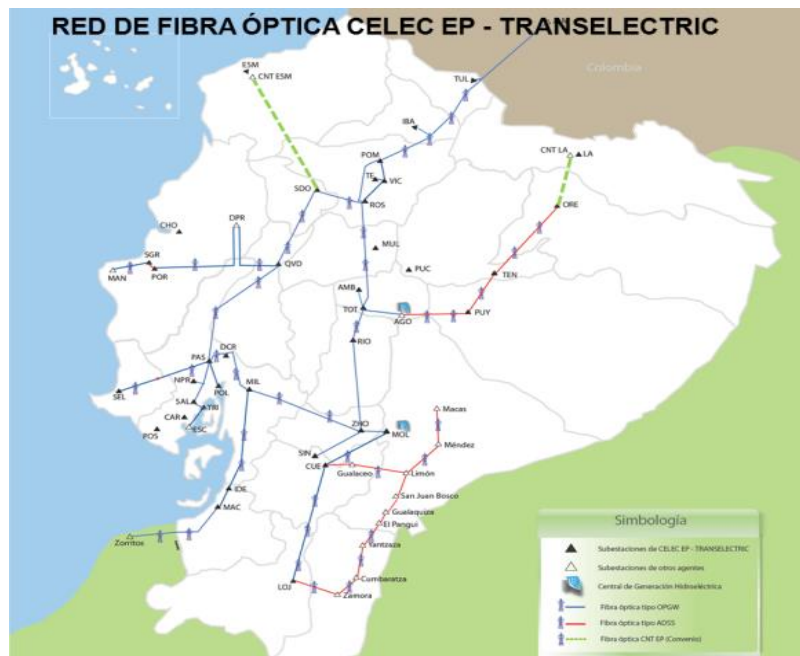 RED DE FIBRA ÓPTICA CELEC EP - TRANSELECTRIC
Colombia
ESM
CNT ESM
TUL
IBA
POM
VIC
SDO
ROS
CNT LA
LA
ORE
CHO
DPR
MUL
SGR
POR
MAN
QVD
PUC
TEN
AMB
TOT
AGO
PUY
RIO
PAS
DCR
NPR
POL
MIL
SEL
SAL
TRI
CAR
ESC
POS
ZHO
MOL
SIN
CUE
Macas
Méndez
Gualaceo
Limón
San Juan Bosco
Gualaquiza
El Pangui
Yantzaza
Cumbaratza
Zamora
LOJ
IDE
MAC
Zorritos
Simbología
Subestaciones de CELEC EP - TRANSELECTRIC
Subestaciones de otros agentes
Central de Generación Hidroeléctrica
Fibra óptica tipo OPGW
Fibra óptica tipo ADSS
Fibra óptica CNT EP (Convenio)